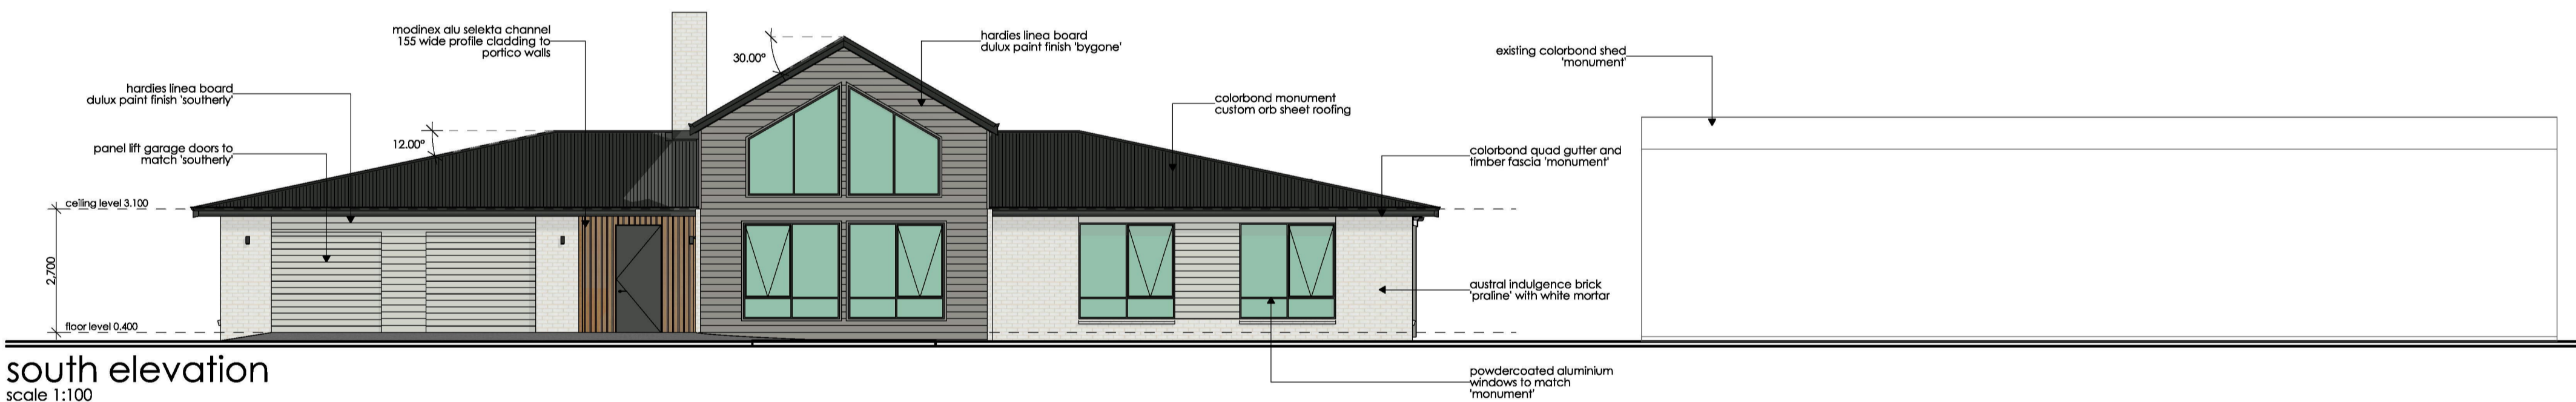 modinex alu selekta channel
155 wide profile cladding to
portico walls
hardies linea board
dulux paint finish 'southerly'
panel lift garage doors to
match 'southerly'
12.00°
30.00°
hardies linea board
dulux paint finish 'bygone'
colorbond monument
custom orb sheet roofing
existing colorbond shed
'monument'
colorbond quad gutter and
timber fascia 'monument'
ceiling level 3.100
2,700
floor level 0.400
austral indulgence brick
'praline' with white mortar
powdercoated aluminium
windows to match
'monument'
south elevation
scale 1:100